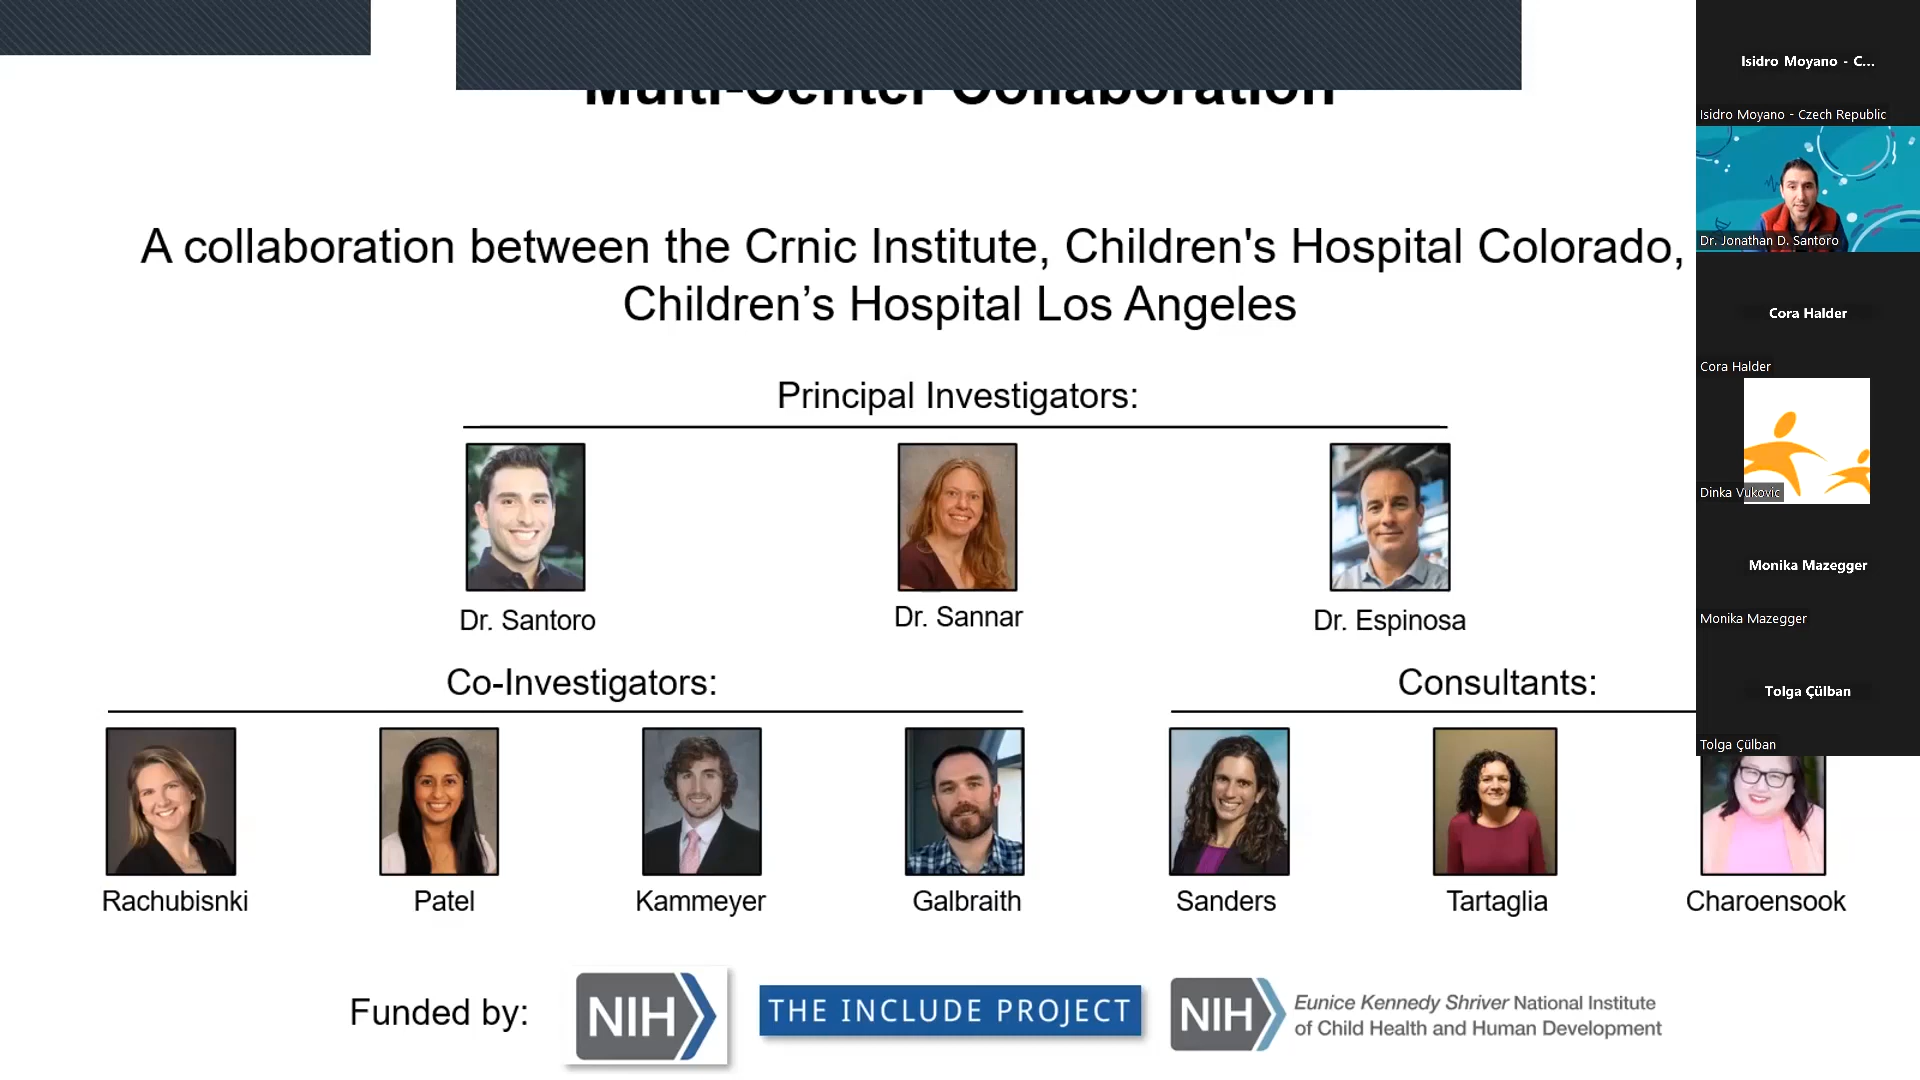 Multi-Center Collaboration
A collaboration between the Crnic Institute, Children's Hospital Colorado,
Children’s Hospital Los Angeles
Principal Investigators:
Dr. Santoro
Dr. Sannar
Dr. Espinosa
Co-Investigators:
Consultants:
Rachubisnki
Patel
Kammeyer
Galbraith
Sanders
Tartaglia
Charoensook
Funded by:
NIH
THE INCLUDE PROJECT
NIH
Eunice Kennedy Shriver National Institute
of Child Health and Human Development
Isidro Moyano - C...
Isidro Moyano - Czech Republic
Dr. Jonathan D. Santoro
Cora Halder
Cora Halder
Dinka Vukovic
Monika Mazegger
Monika Mazegger
Tolga Çülban
Tolga Çülban